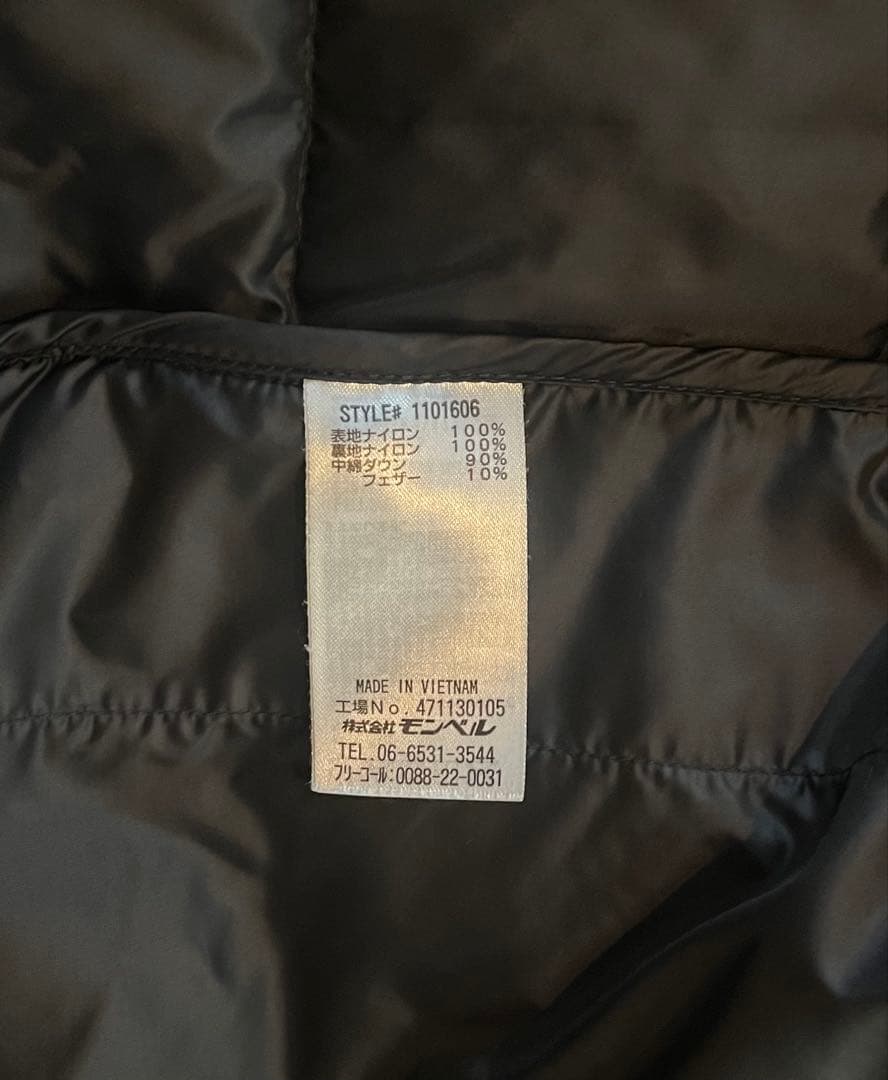 STYLE# 1101606
表地ナイロン 100%
裏地ナイロン 100%
中綿ダウン 90%
フェザー 10%
MADE IN VIETNAM
工場No. 471130105
株式会社 モンベル
TEL.06-6531-3544
フリーコール:0088-22-0031